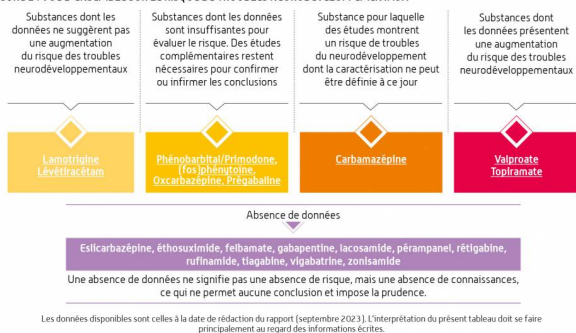 Substances dont les
données ne suggèrent pas
une augmentation
du risque des troubles
neurodéveloppementaux
Substances dont les données
sont insuffisantes pour
évaluer le risque. Des études
complémentaires restent
nécessaires pour confirmer
ou infirmer les conclusions
Substance pour laquelle
des études montrent
un risque de troubles
du neurodéveloppement
dont la caractérisation ne peut
être définie à ce jour
Substances dont
les données présentent
une augmentation
du risque des troubles
neurodéveloppementaux
Lamotrigine
Lévétiracétam
Phénobarbital/Primodone,
(fos)phénytoïne,
Oxcarbazépine, Prégabaline
Carbamazépine
Valproate
Topiramate
Absence de données
Eslicarbazépine, éthosuximide, felbamate, gabapentine, lacosamide, pérampanel, rétigabine,
rufinamide, tiagabine, vigabatrine, zonisamide
Une absence de données ne signifie pas une absence de risque, mais une absence de connaissances,
ce qui ne permet aucune conclusion et impose la prudence.
Les données disponibles sont celles à la date de rédaction du rapport (septembre 2023). L'interprétation du présent tableau doit se faire
principalement au regard des informations écrites.